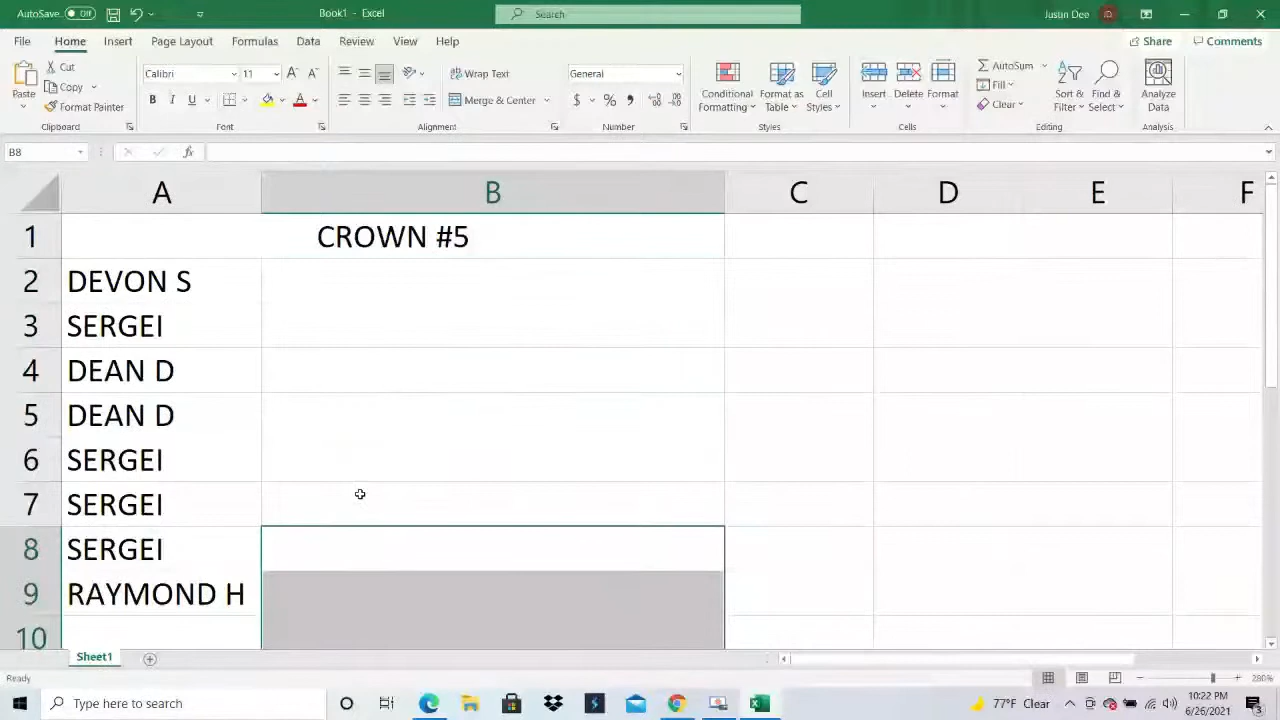 AutoSave Off Book1 - Excel Search Justin Dee
File Home Insert Page Layout Formulas Data Review View Help Share Comments
Paste Cut Copy Format Painter Clipboard
Calibri 11 B I U A Font
Wrap Text Merge & Center Alignment
General $ % Number
Conditional Formatting Format as Table Cell Styles Styles
Insert Delete Format Cells
AutoSum Fill Clear Sort & Filter Find & Select Editing
Analyze Data Analysis
B8 fx
A B C D E F
1 CROWN #5
2 DEVON S
3 SERGEI
4 DEAN D
5 DEAN D
6 SERGEI
7 SERGEI
8 SERGEI
9 RAYMOND H
10
Sheet1
Ready 280%
Type here to search 77°F Clear 10:22 PM
6/26/2021 3